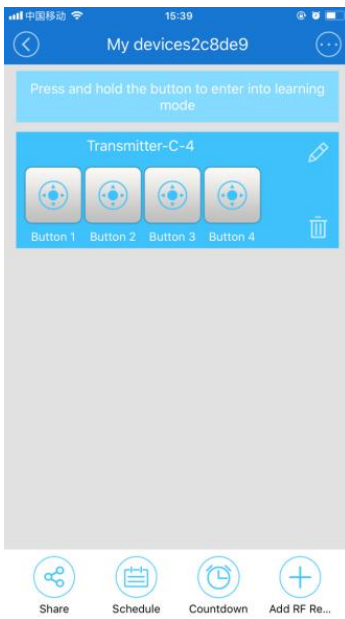 中国移动 15:39
My devices2c8de9
Press and hold the button to enter into learning
mode
Transmitter-C-4
Button 1 Button 2 Button 3 Button 4
Share Schedule Countdown Add RF Re...